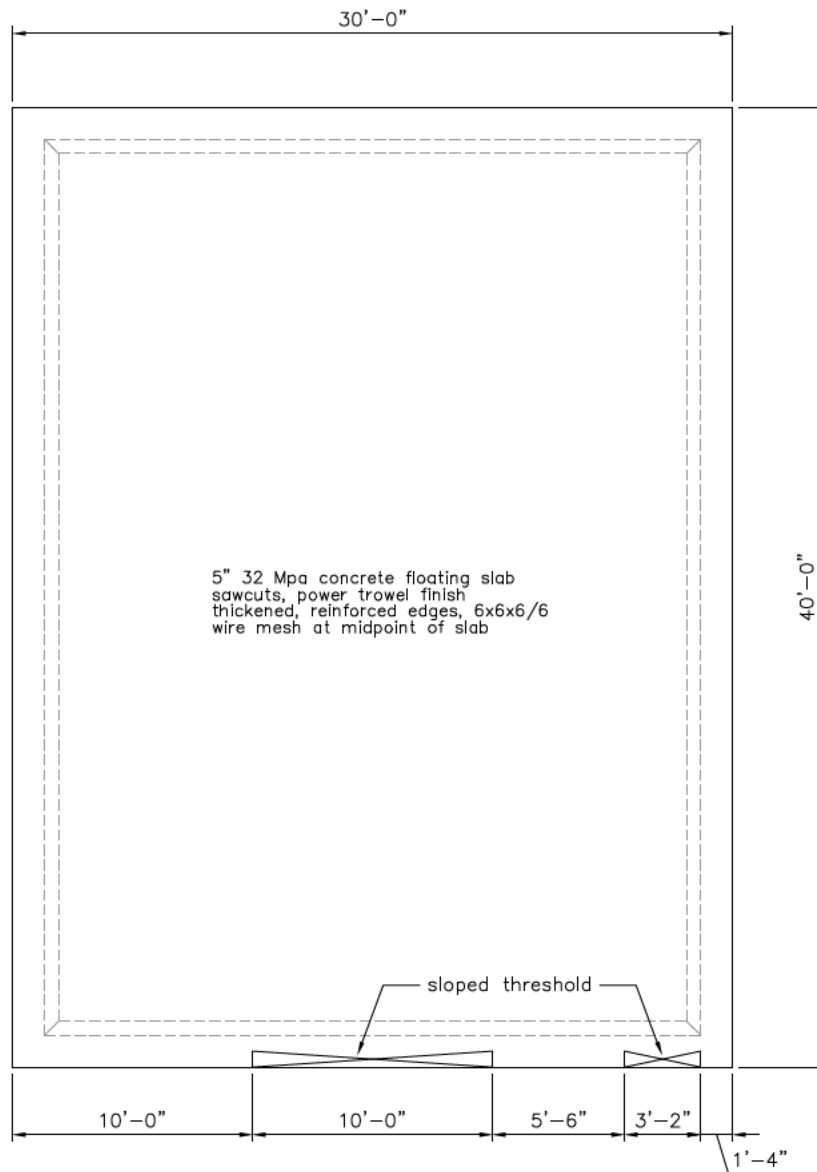 30'-0"
40'-0"
5" 32 Mpa concrete floating slab
sawcuts, power trowel finish
thickened, reinforced edges, 6x6x6/6
wire mesh at midpoint of slab
sloped threshold
10'-0"
10'-0"
5'-6"
3'-2"
1'-4"